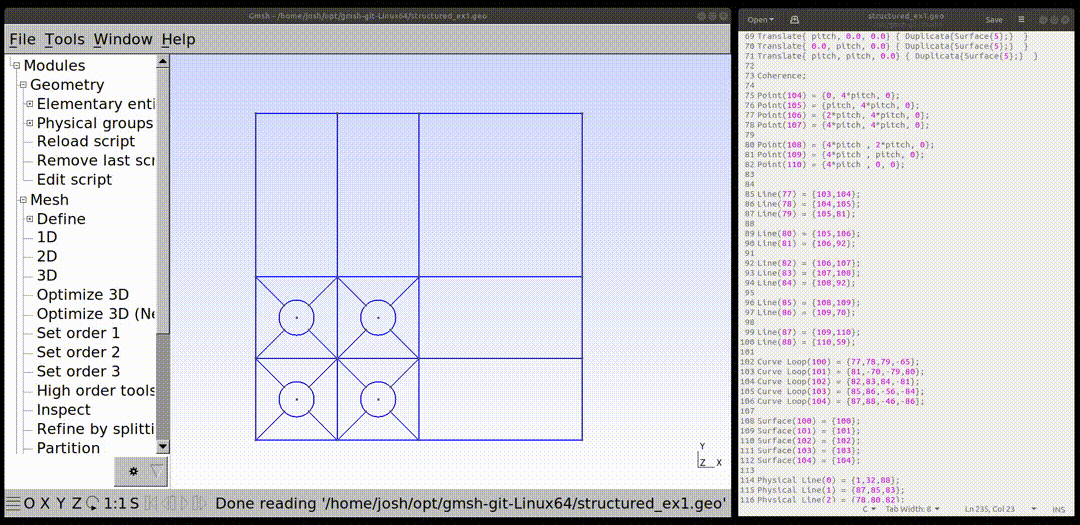 Gmsh - /home/josh/opt/gmsh-git-Linux64/structured_ex1.geo
File Tools Window Help
Modules
Geometry
Elementary enti
Physical groups
Reload script
Remove last scr
Edit script
Mesh
Define
1D
2D
3D
Optimize 3D
Optimize 3D (Ne
Set order 1
Set order 2
Set order 3
High order tools
Inspect
Refine by splitti
Partition
Y
Z X
O X Y Z 1:1 S Done reading '/home/josh/opt/gmsh-git-Linux64/structured_ex1.geo'
Open structured_ex1.geo Save
69 Translate{ pitch, 0.0, 0.0} { Duplicata{Surface{5};} }
70 Translate{ 0.0, pitch, 0.0} { Duplicata{Surface{5};} }
71 Translate{ pitch, pitch, 0.0} { Duplicata{Surface{5};} }
72
73 Coherence;
74
75 Point(104) = {0, 4*pitch, 0};
76 Point(105) = {pitch, 4*pitch, 0};
77 Point(106) = {2*pitch, 4*pitch, 0};
78 Point(107) = {4*pitch, 4*pitch, 0};
79
80 Point(108) = {4*pitch , 2*pitch, 0};
81 Point(109) = {4*pitch , pitch, 0};
82 Point(110) = {4*pitch , 0, 0};
83
84
85 Line(77) = {103,104};
86 Line(78) = {104,105};
87 Line(79) = {105,81};
88
89 Line(80) = {105,106};
90 Line(81) = {106,92};
91
92 Line(82) = {106,107};
93 Line(83) = {107,108};
94 Line(84) = {108,92};
95
96 Line(85) = {108,109};
97 Line(86) = {109,70};
98
99 Line(87) = {109,110};
100 Line(88) = {110,59};
101
102 Curve Loop(100) = {77,78,79,-65};
103 Curve Loop(101) = {81,-70,-79,80};
104 Curve Loop(102) = {82,83,84,-81};
105 Curve Loop(103) = {85,86,-56,-84};
106 Curve Loop(104) = {87,88,-46,-86};
107
108 Surface(100) = {100};
109 Surface(101) = {101};
110 Surface(102) = {102};
111 Surface(103) = {103};
112 Surface(104) = {104};
113
114 Physical Line(0) = {1,32,88};
115 Physical Line(1) = {87,85,83};
116 Physical Line(2) = {78,80,82};
C Tab Width: 8 Ln 235, Col 23 INS